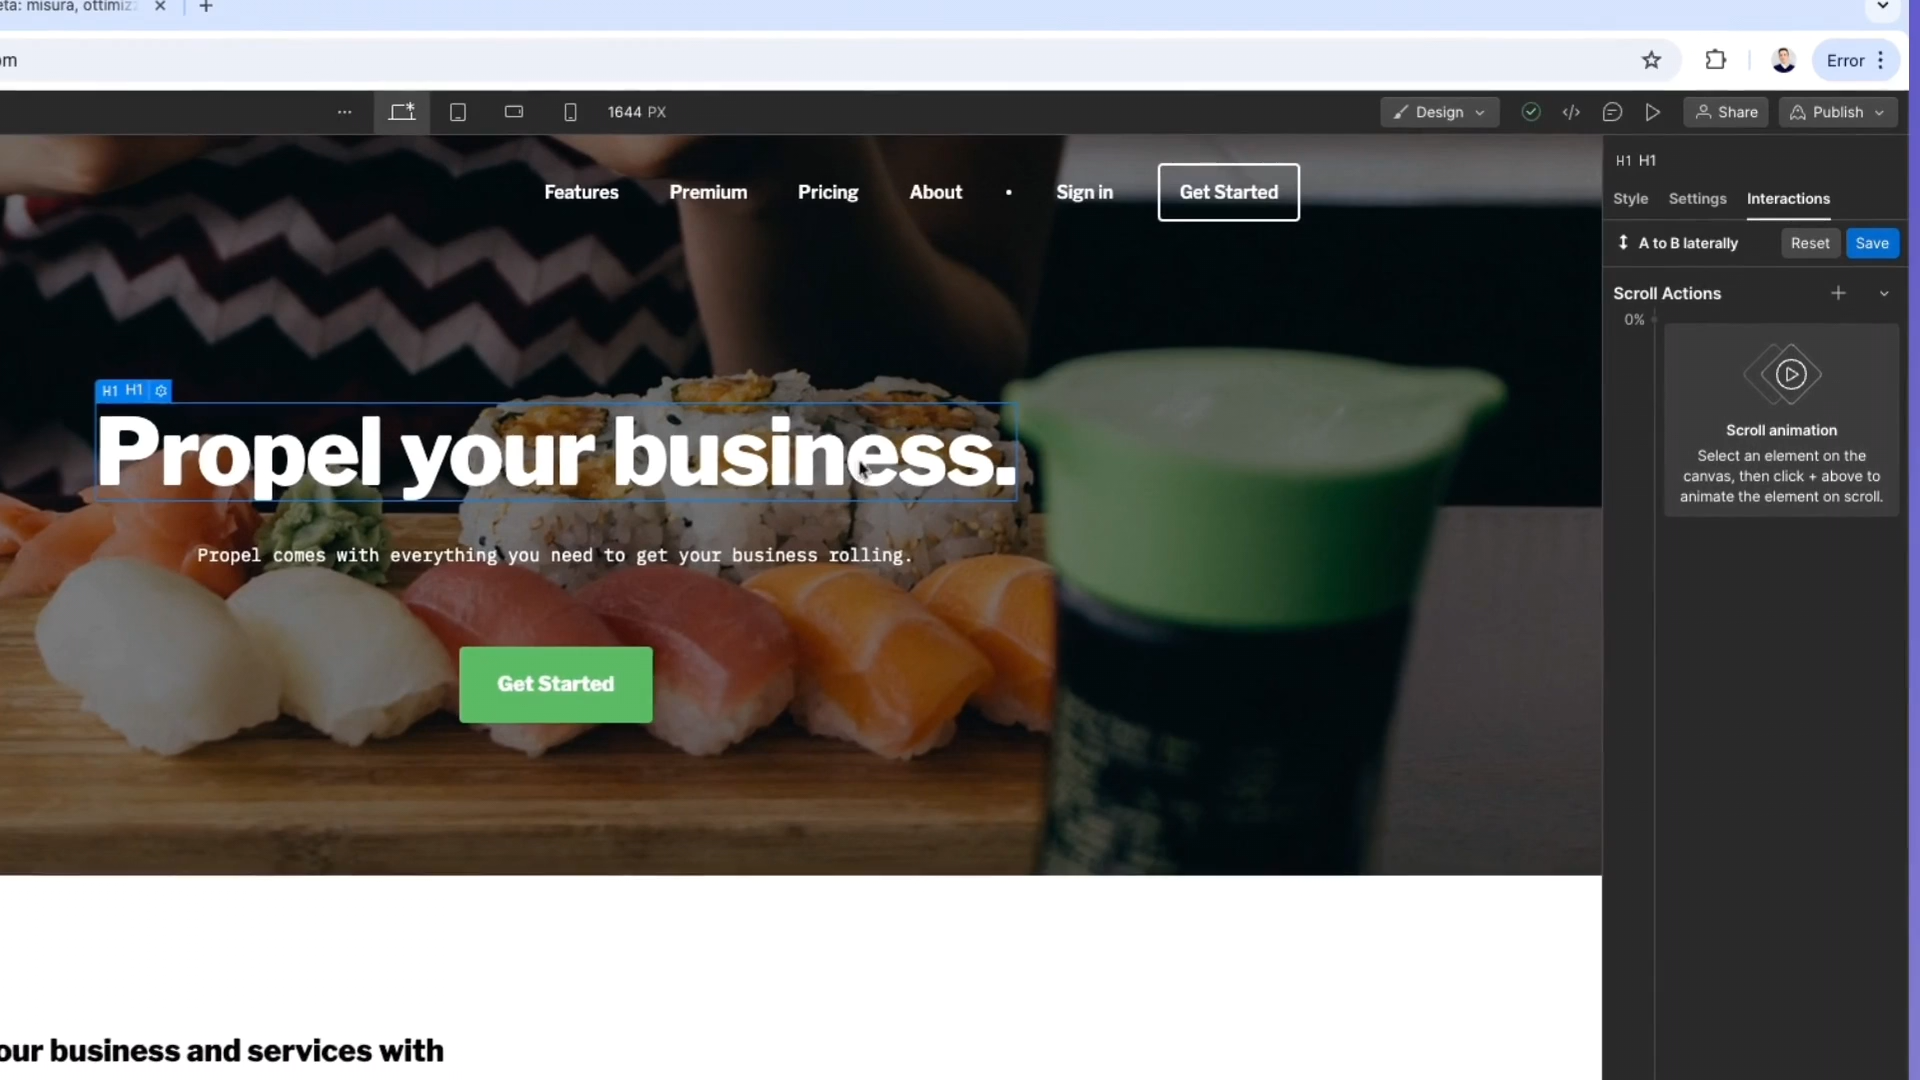 eta: misura, ottimiz
om
Error
1644 PX
Design
Share
Publish
Features
Premium
Pricing
About
•
Sign in
Get Started
H1 H1
Style
Settings
Interactions
A to B laterally
Reset
Save
Scroll Actions
0%
Scroll animation
Select an element on the
canvas, then click + above to
animate the element on scroll.
H1 H1
Propel your business.
Propel comes with everything you need to get your business rolling.
Get Started
our business and services with